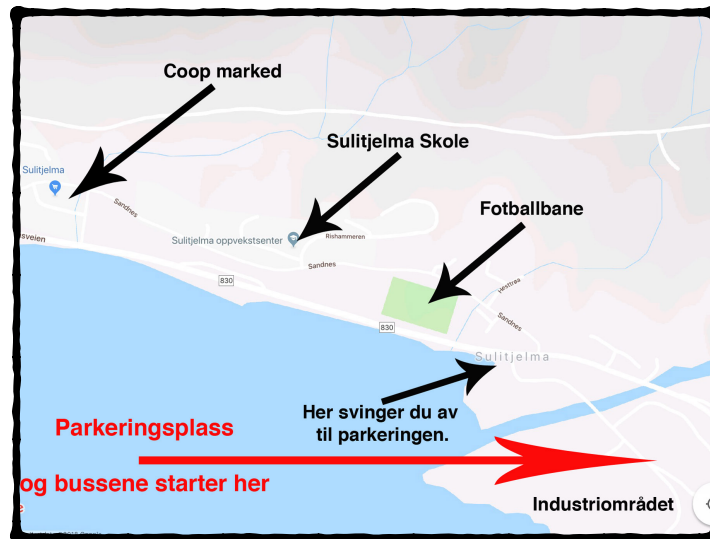 Coop marked
Sulitjelma Skole
Sulitjelma
Fotballbane
Sandnes
Sulitjelma oppvekstsenter
Rishammeren
sveien
Sandnes
830
Sandnes
830
Sulitjelma
Her svinger du av
til parkeringen.
Parkeringsplass
og bussene starter her
Industriområdet